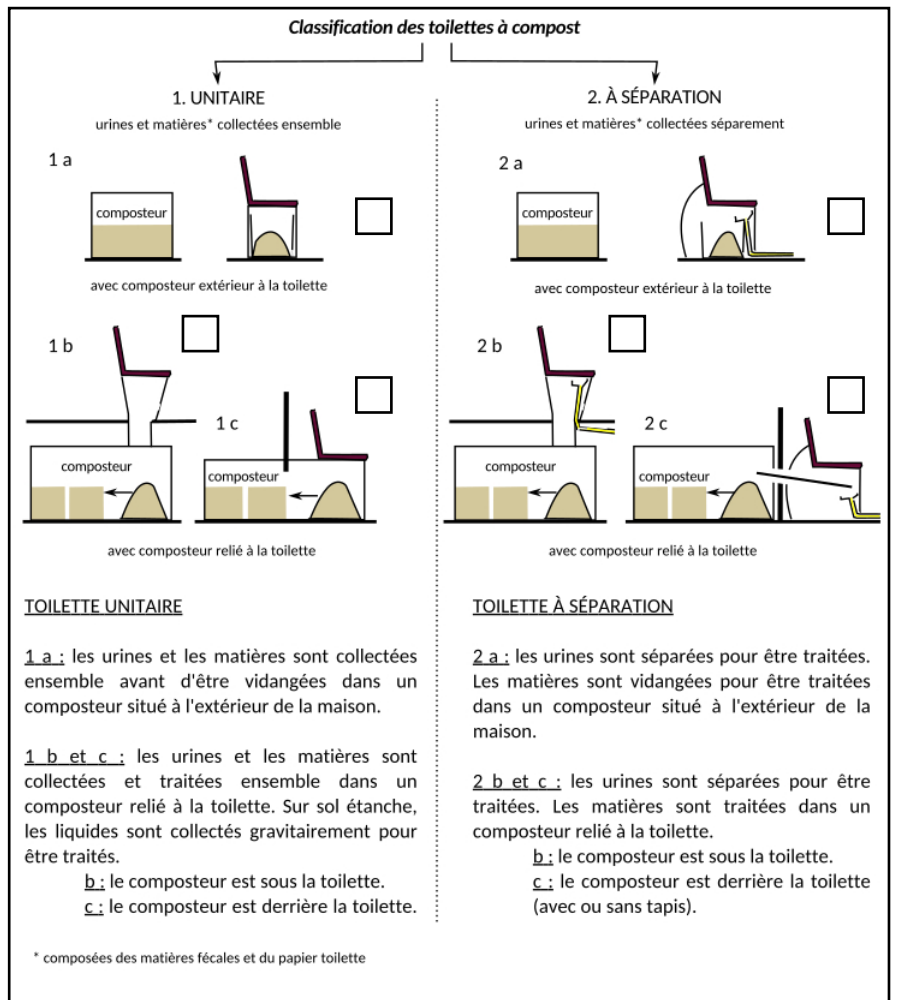 Classification des toilettes à compost
1. UNITAIRE
urines et matières* collectées ensemble
1 a
composteur
avec composteur extérieur à la toilette
1 b
composteur
1 c
composteur
avec composteur relié à la toilette
2. À SÉPARATION
urines et matières* collectées séparement
2 a
composteur
avec composteur extérieur à la toilette
2 b
composteur
2 c
composteur
avec composteur relié à la toilette
TOILETTE UNITAIRE
1 a : les urines et les matières sont collectées
ensemble avant d'être vidangées dans un
composteur situé à l'extérieur de la maison.
1 b et c : les urines et les matières sont
collectées et traitées ensemble dans un
composteur relié à la toilette. Sur sol étanche,
les liquides sont collectés gravitairement pour
être traités.
b : le composteur est sous la toilette.
c : le composteur est derrière la toilette.
TOILETTE À SÉPARATION
2 a : les urines sont séparées pour être traitées.
Les matières sont vidangées pour être traitées
dans un composteur situé à l'extérieur de la
maison.
2 b et c : les urines sont séparées pour être
traitées. Les matières sont traitées dans un
composteur relié à la toilette.
b : le composteur est sous la toilette.
c : le composteur est derrière la toilette
(avec ou sans tapis).
* composées des matières fécales et du papier toilette